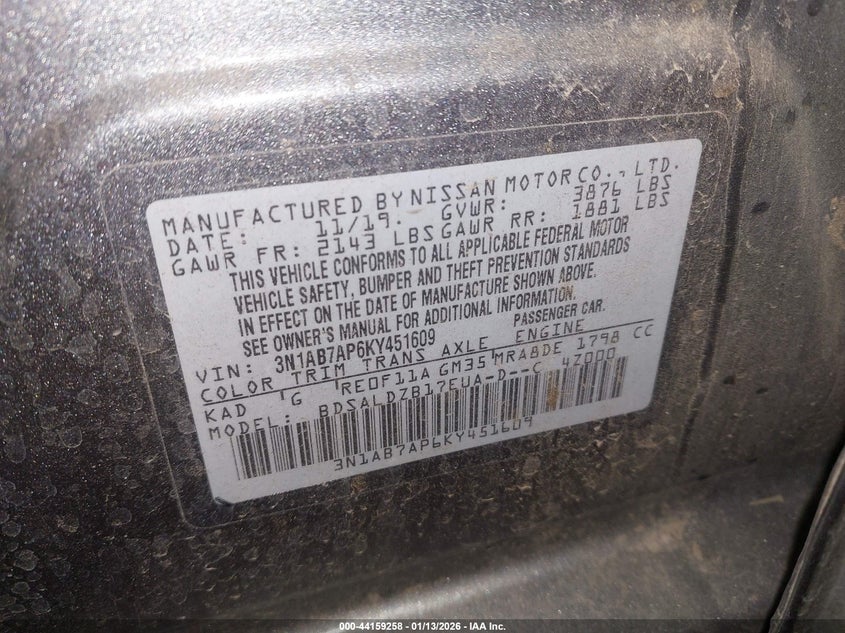 MANUFACTURED BY NISSAN MOTOR CO., LTD.
DATE: 11/19. GVWR: 3876 LBS
GAWR FR: 2143 LBS GAWR RR: 1881 LBS
THIS VEHICLE CONFORMS TO ALL APPLICABLE FEDERAL MOTOR
VEHICLE SAFETY, BUMPER AND THEFT PREVENTION STANDARDS
IN EFFECT ON THE DATE OF MANUFACTURE SHOWN ABOVE.
SEE OWNER'S MANUAL FOR ADDITIONAL INFORMATION.
VIN: 3N1AB7AP6KY451609 PASSENGER CAR.
COLOR TRIM TRANS AXLE ENGINE
KAD G RE0F11A GM35 MRA8DE 1798 CC
MODEL: BDSALDZB17EUA-D--C 4Z000
3N1AB7AP6KY451609
000-44159258 - 01/13/2026 - IAA Inc.